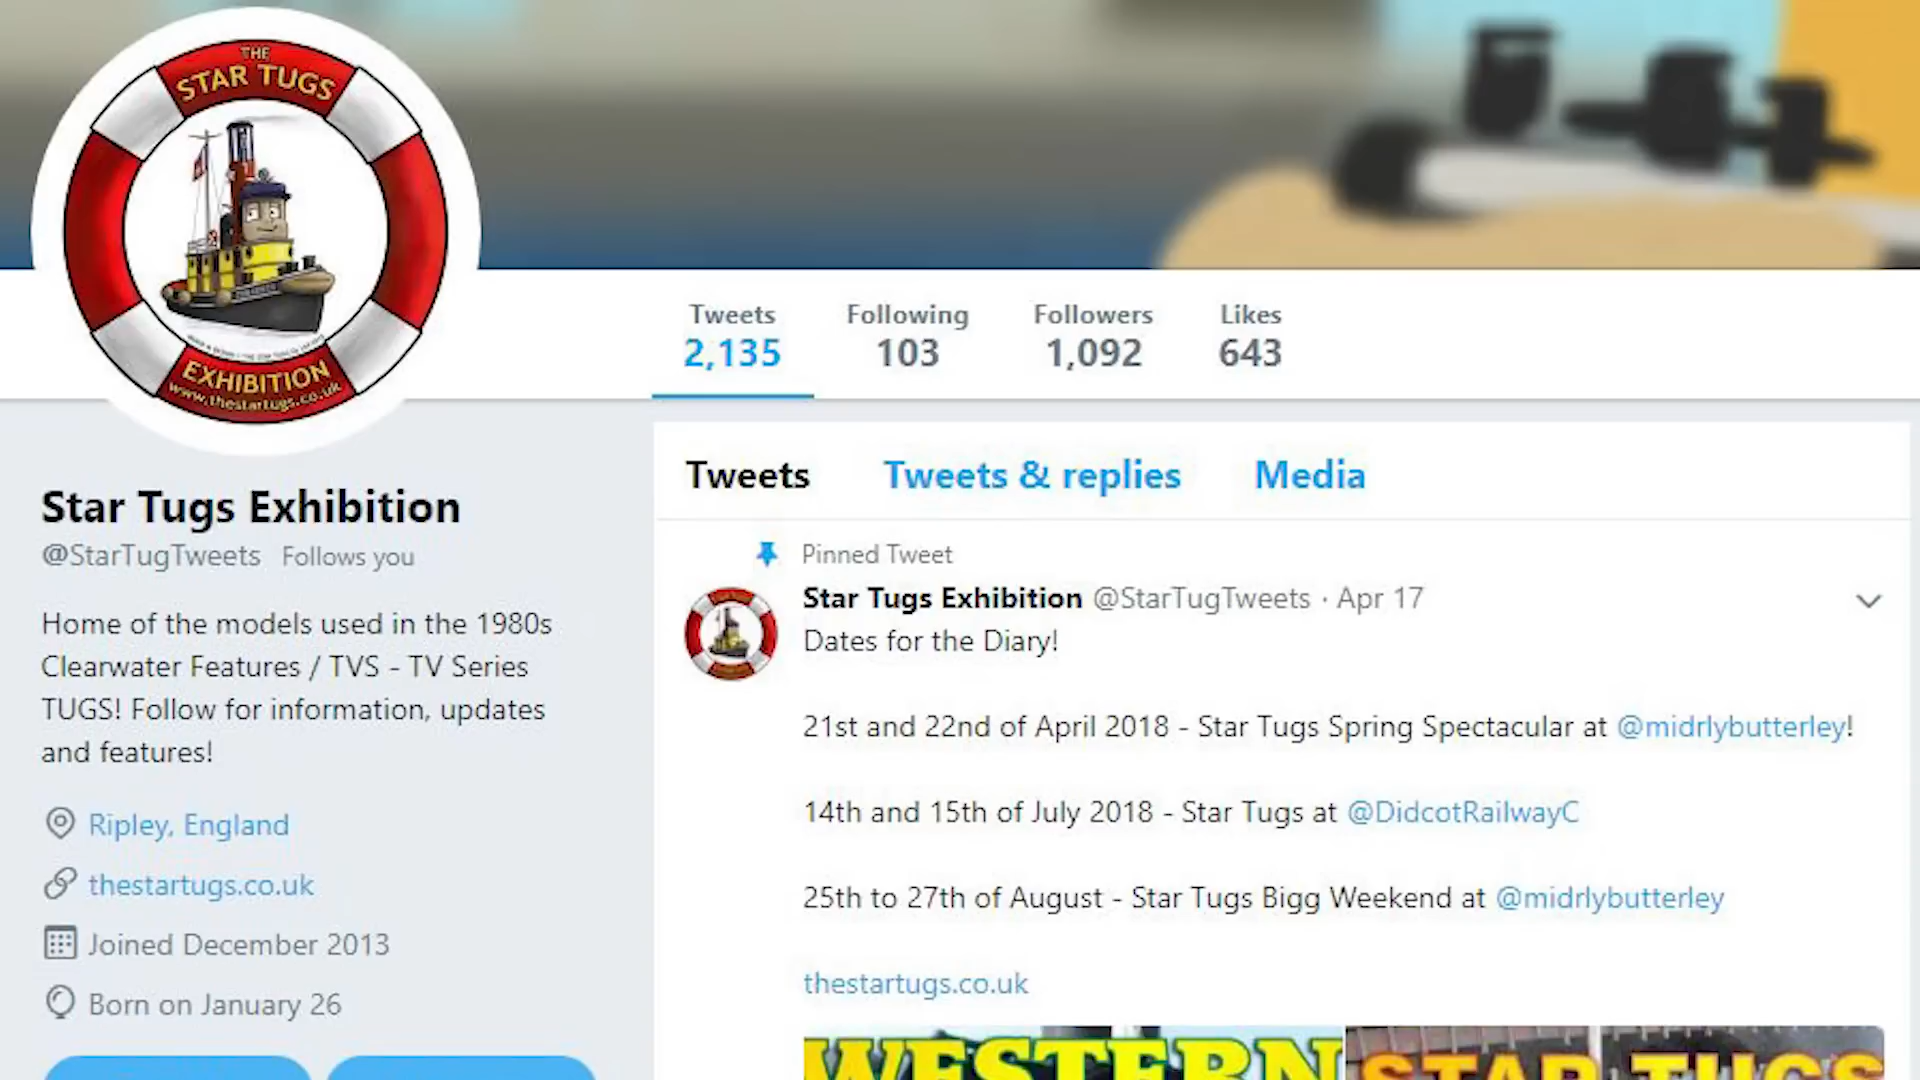 THE
STAR TUGS
EXHIBITION
www.thestartugs.co.uk
Tweets
2,135
Following
103
Followers
1,092
Likes
643
Tweets
Tweets & replies
Media
Star Tugs Exhibition
@StarTugTweets Follows you
Home of the models used in the 1980s
Clearwater Features / TVS - TV Series
TUGS! Follow for information, updates
and features!
Ripley, England
thestartugs.co.uk
Joined December 2013
Born on January 26
Pinned Tweet
Star Tugs Exhibition @StarTugTweets · Apr 17
Dates for the Diary!
21st and 22nd of April 2018 - Star Tugs Spring Spectacular at @midrlybutterley!
14th and 15th of July 2018 - Star Tugs at @DidcotRailwayC
25th to 27th of August - Star Tugs Bigg Weekend at @midrlybutterley
thestartugs.co.uk
WESTERN
STAR TUGS